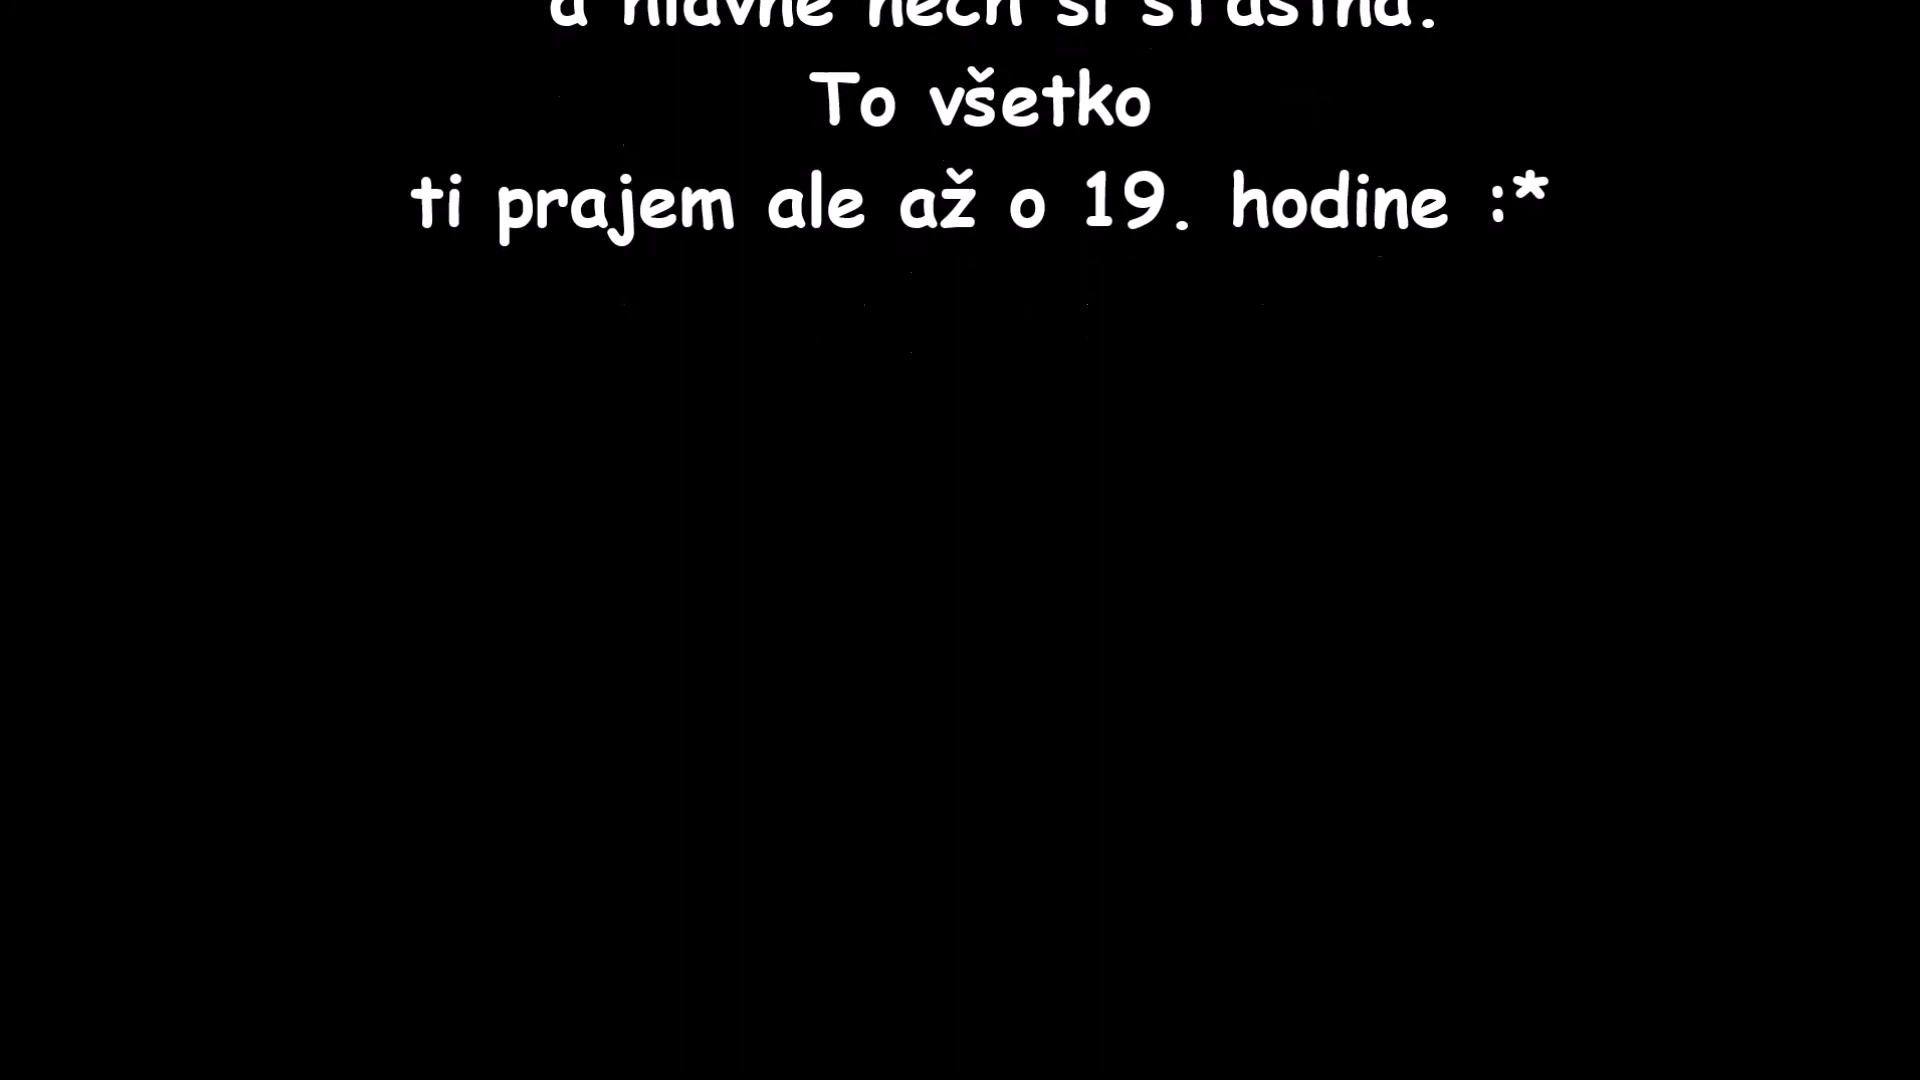 a hlavne nech si šťastná.
To všetko
ti prajem ale až o 19. hodine :*